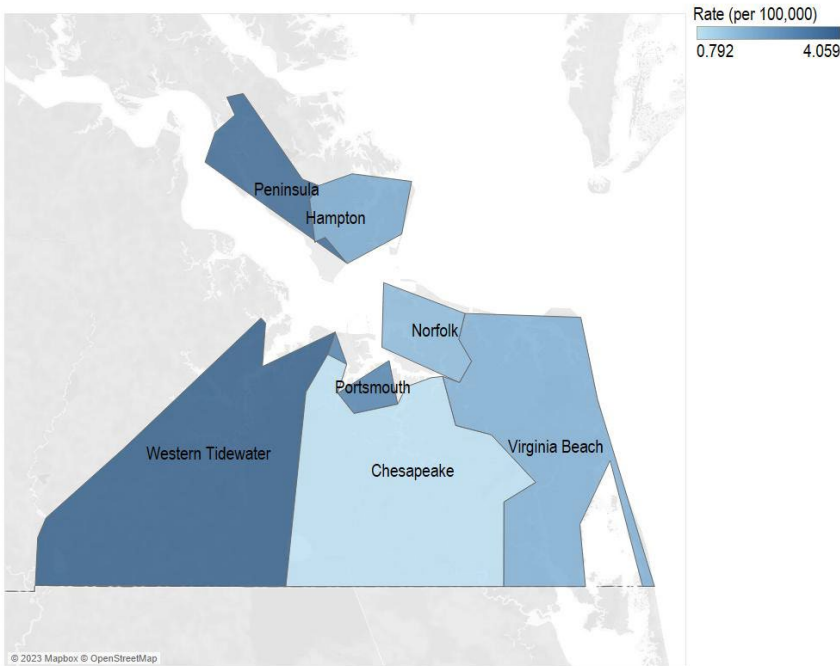 Rate (per 100,000)
0.792 4.059
Peninsula
Hampton
Norfolk
Portsmouth
Western Tidewater
Virginia Beach
Chesapeake
© 2023 Mapbox © OpenStreetMap